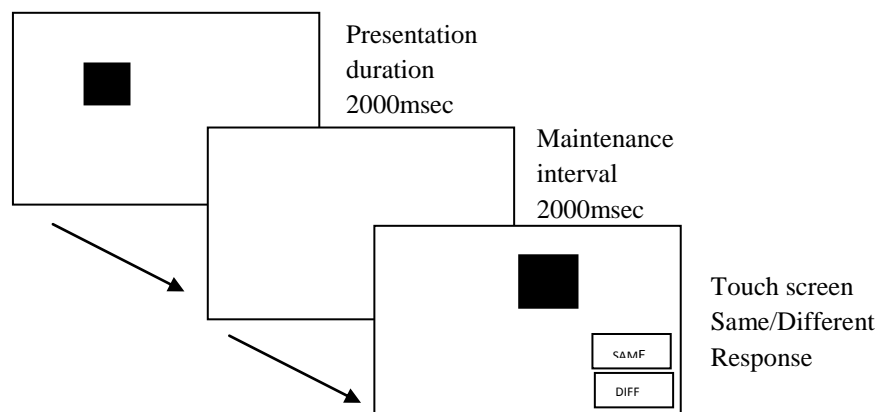 Presentation
duration
2000msec
Maintenance
interval
2000msec
Touch screen
Same/Different
Response
SAME
DIFF